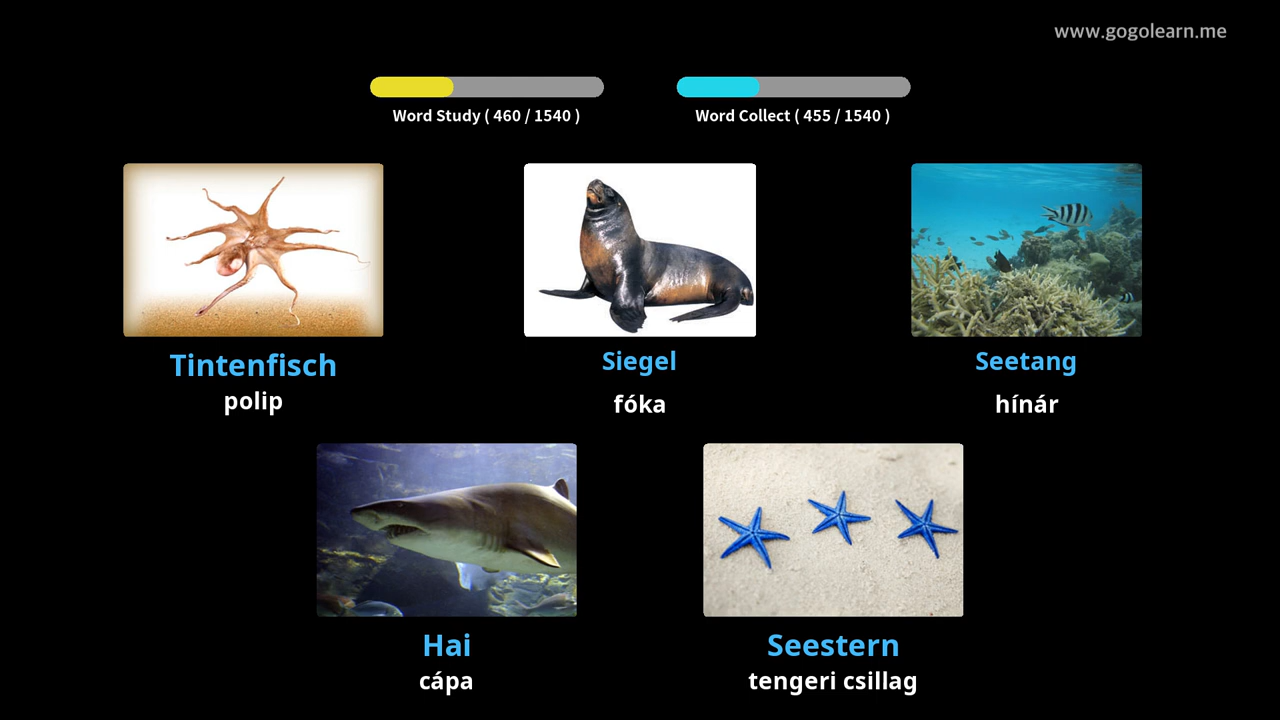 www.gogolearn.me
Word Study ( 460 / 1540 )
Word Collect ( 455 / 1540 )
Tintenfisch
polip
Siegel
fóka
Seetang
hínár
Hai
cápa
Seestern
tengeri csillag